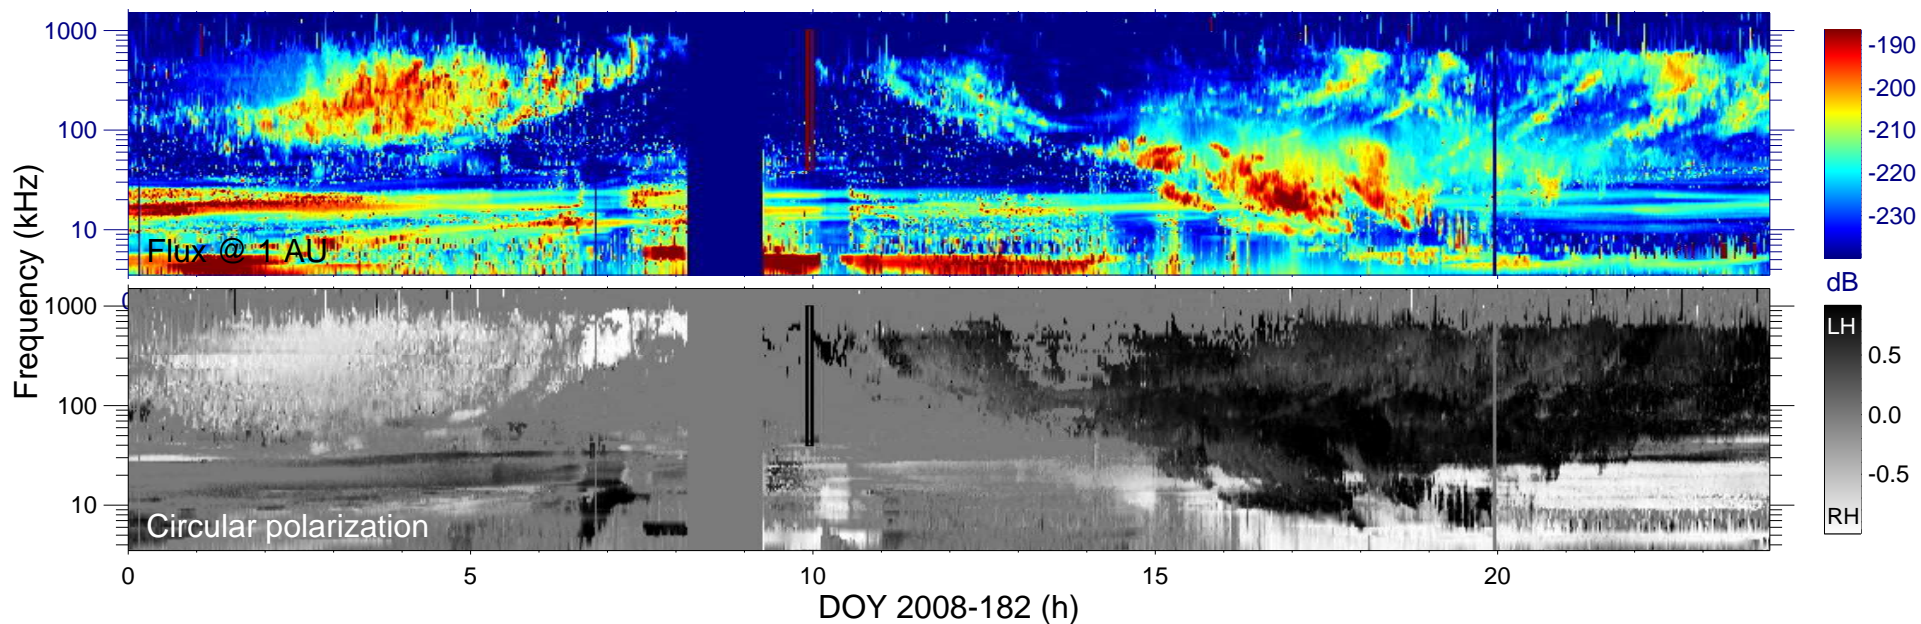 1000
100
10
Flux @ 1 AU
-190
-200
-210
-220
-230
dB
Frequency (kHz)
0
1000
100
10
Circular polarization
LH
0.5
0.0
-0.5
RH
0 5 10 15 20
DOY 2008-182 (h)